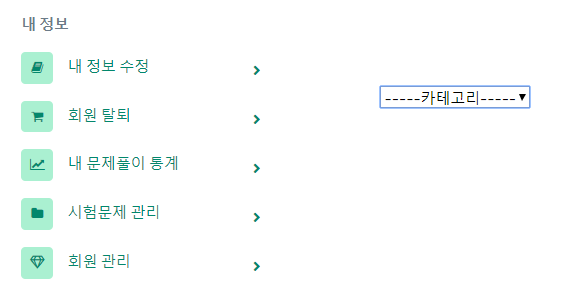 내 정보
내 정보 수정
-----카테고리-----
회원 탈퇴
내 문제풀이 통계
시험문제 관리
회원 관리